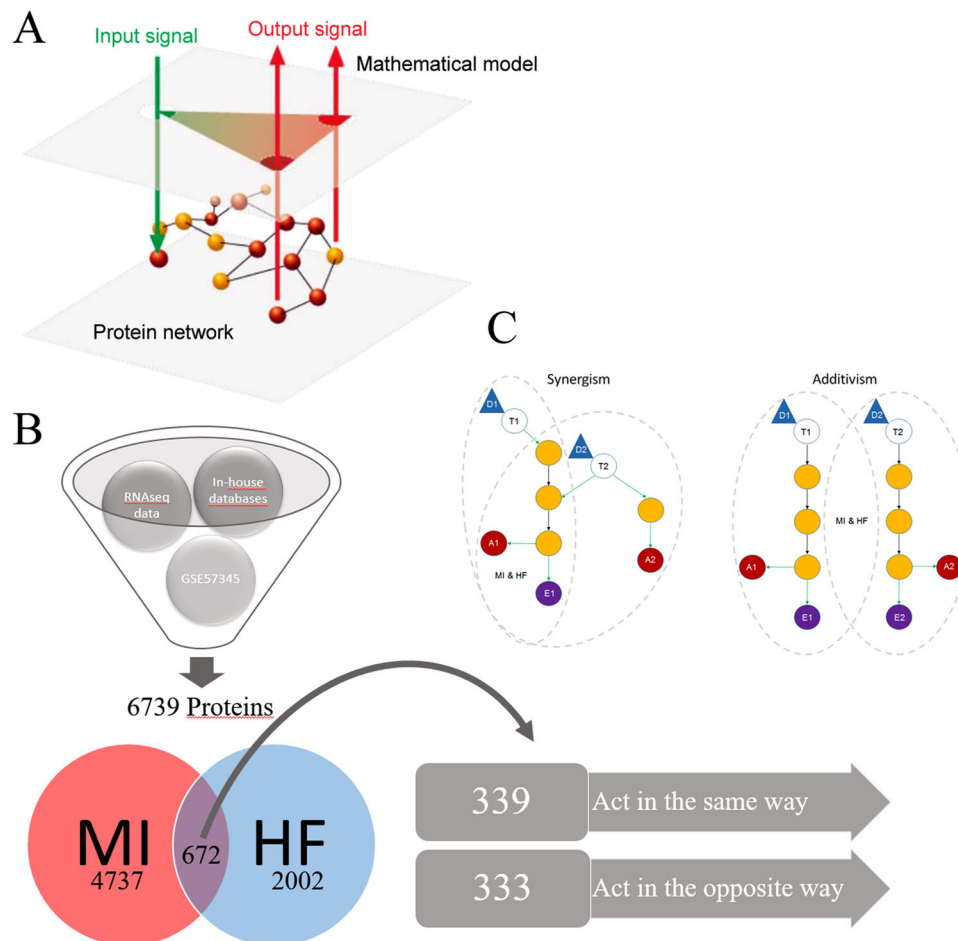 A
Input signal
Output signal
Mathematical model
Protein network
B
RNAseq
data
In-house
databases
GSE57345
6739 Proteins
MI
4737
672
HF
2002
339
Act in the same way
333
Act in the opposite way
C
Synergism
D1
T1
D2
T2
A1
MI & HF
E1
A2
Additivism
D1
T1
D2
T2
MI & HF
A1
A2
E1
E2